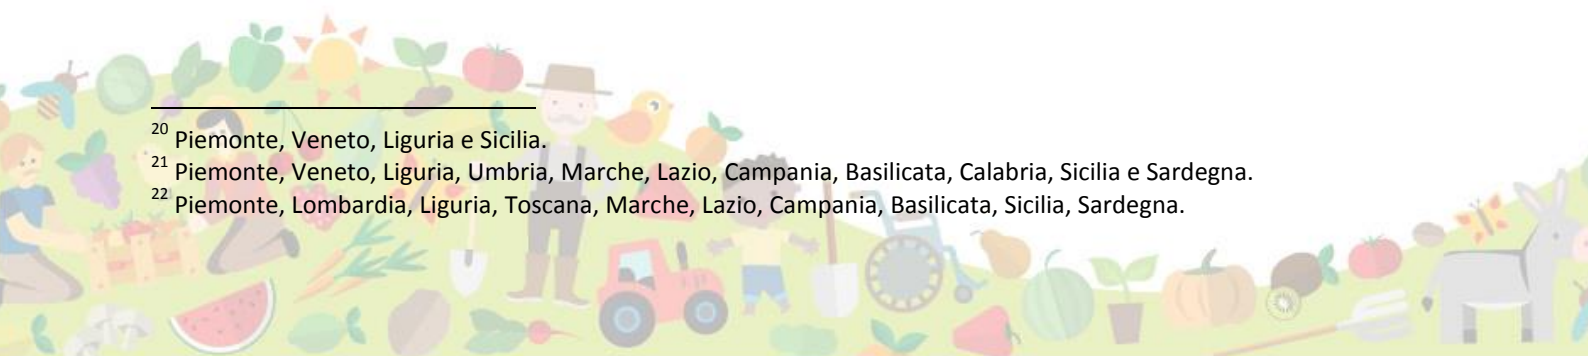 20 Piemonte, Veneto, Liguria e Sicilia.
21 Piemonte, Veneto, Liguria, Umbria, Marche, Lazio, Campania, Basilicata, Calabria, Sicilia e Sardegna.
22 Piemonte, Lombardia, Liguria, Toscana, Marche, Lazio, Campania, Basilicata, Sicilia, Sardegna.